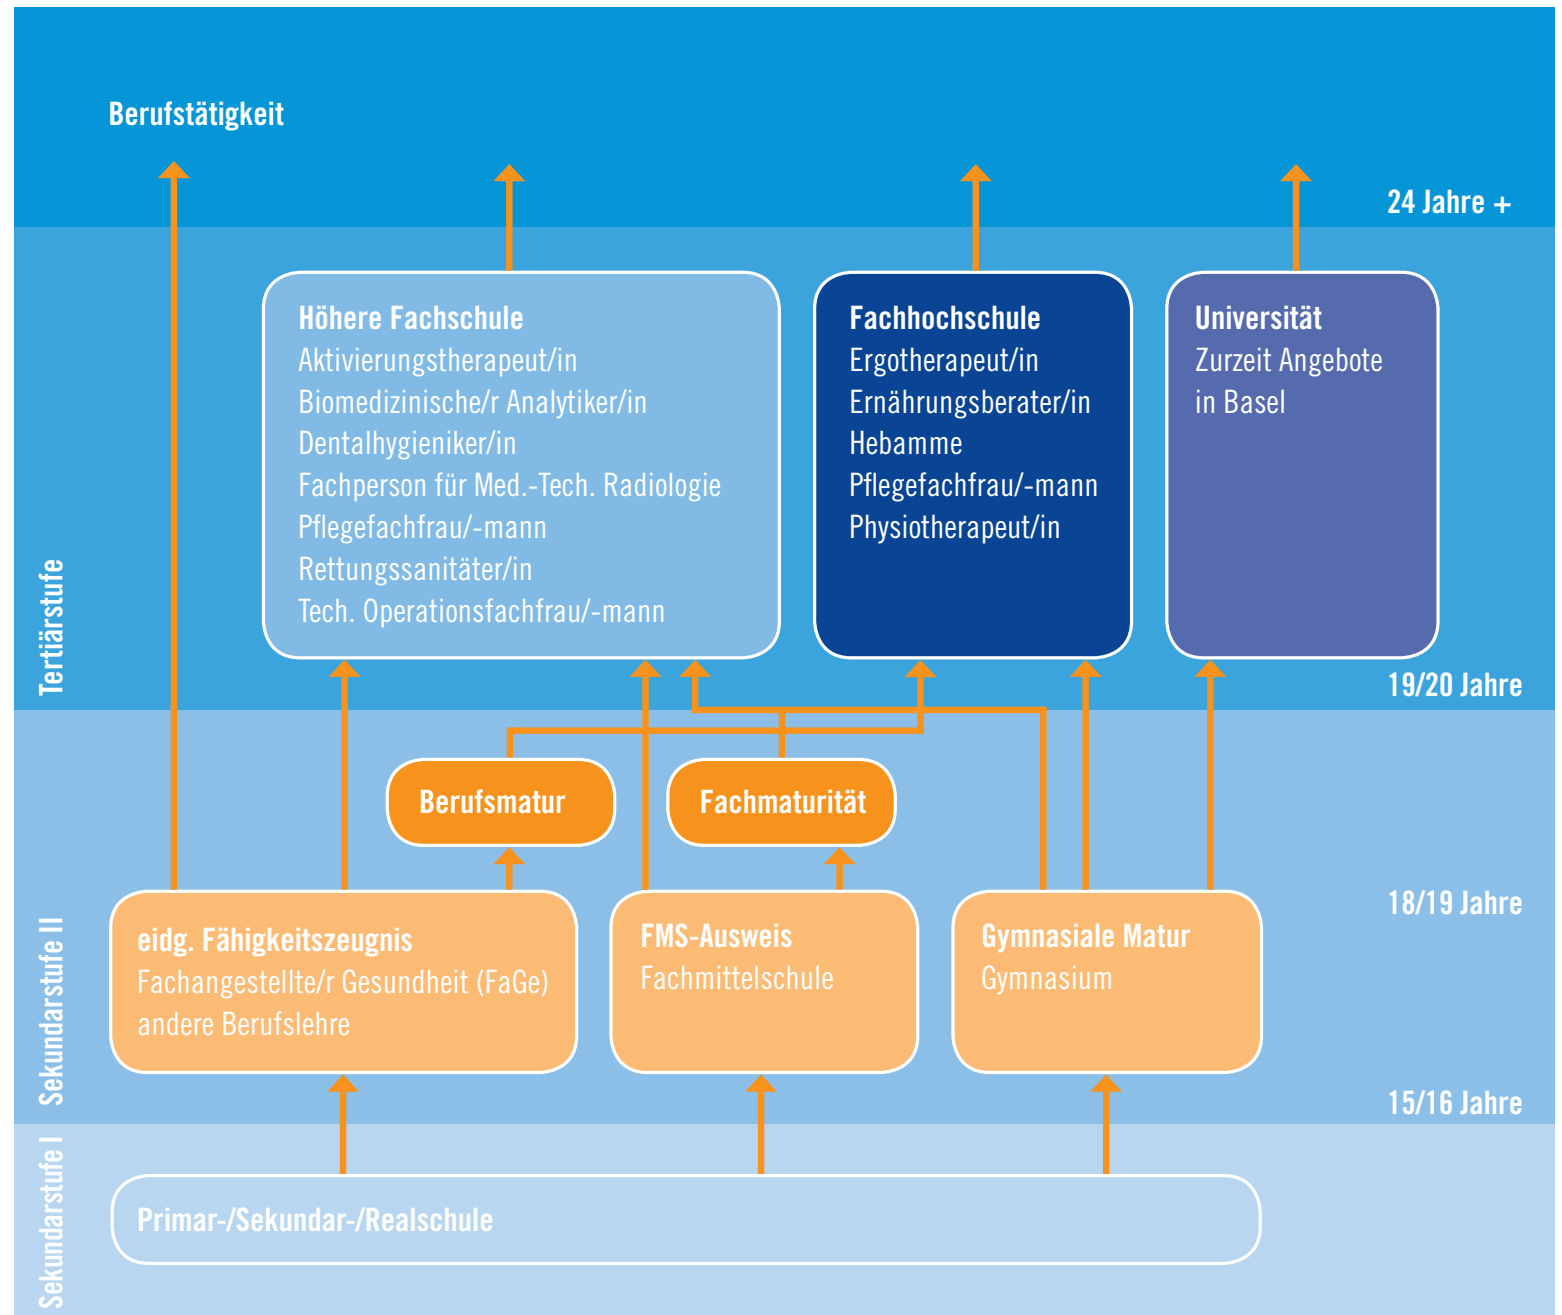 Berufstätigkeit
24 Jahre +
Höhere Fachschule
Aktivierungstherapeut/in
Biomedizinische/r Analytiker/in
Dentalhygieniker/in
Fachperson für Med.-Tech. Radiologie
Pflegefachfrau/-mann
Rettungssanitäter/in
Tech. Operationsfachfrau/-mann
Fachhochschule
Ergotherapeut/in
Ernährungsberater/in
Hebamme
Pflegefachfrau/-mann
Physiotherapeut/in
Universität
Zurzeit Angebote
in Basel
Tertiärstufe
19/20 Jahre
Berufsmatur
Fachmaturität
18/19 Jahre
eidg. Fähigkeitszeugnis
Fachangestellte/r Gesundheit (FaGe)
andere Berufslehre
FMS-Ausweis
Fachmittelschule
Gymnasiale Matur
Gymnasium
Sekundarstufe II
15/16 Jahre
Primar-/Sekundar-/Realschule
Sekundarstufe I